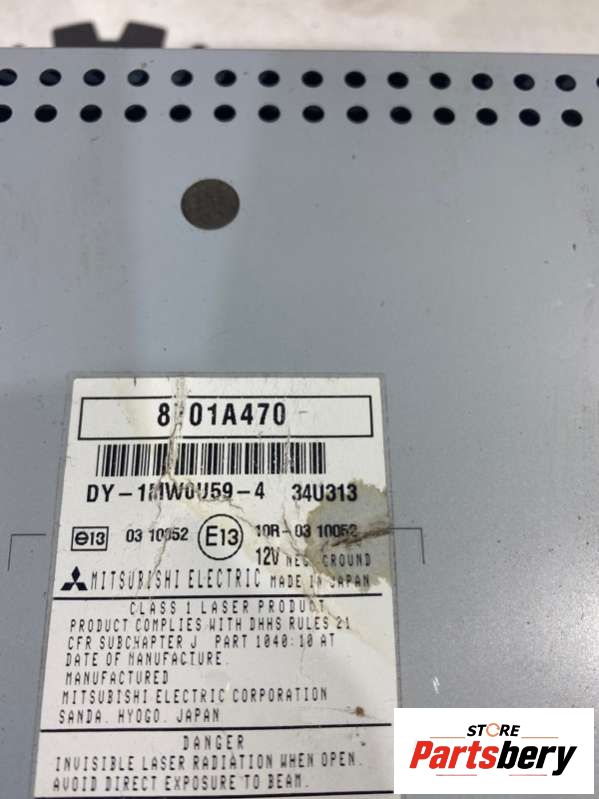 8701A470
DY-1MW0U59-4 34U313
e13 03 10052 E13 10R-03 10052
12V NEG GROUND
MITSUBISHI ELECTRIC MADE IN JAPAN
CLASS 1 LASER PRODUCT
PRODUCT COMPLIES WITH DHHS RULES 21
CFR SUBCHAPTER J PART 1040:10 AT
DATE OF MANUFACTURE.
MANUFACTURED
MITSUBISHI ELECTRIC CORPORATION
SANDA. HYOGO. JAPAN
DANGER
INVISIBLE LASER RADIATION WHEN OPEN.
AVOID DIRECT EXPOSURE TO BEAM.
STORE
Partsbery